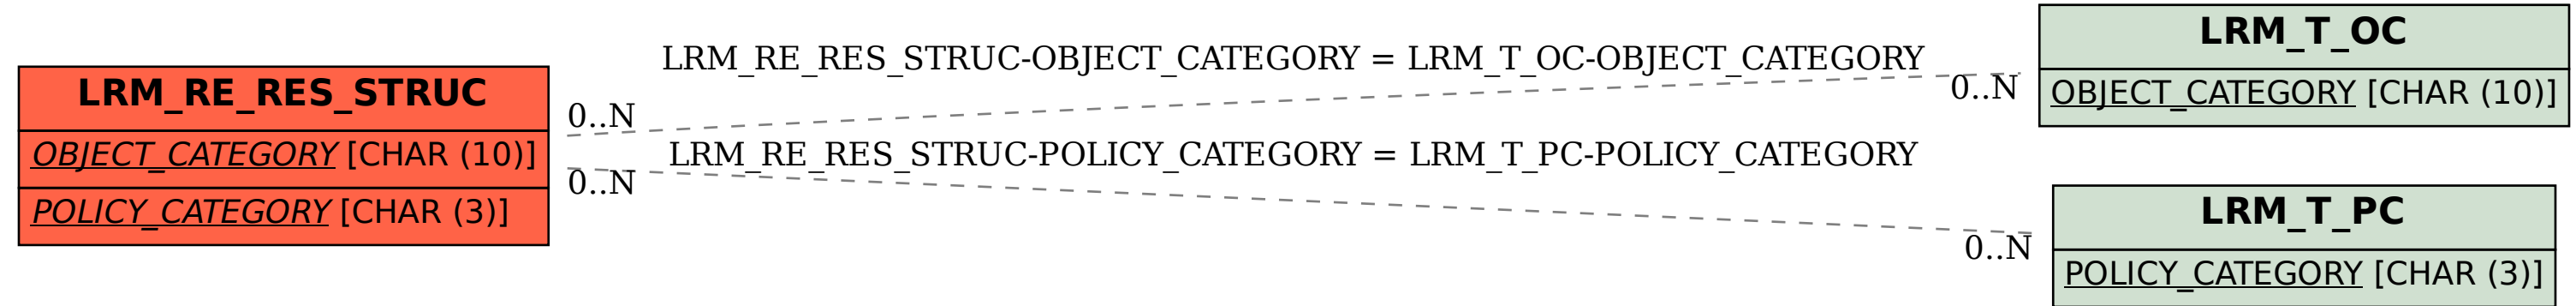 LRM_RE_RES_STRUC
OBJECT_CATEGORY [CHAR (10)]
POLICY_CATEGORY [CHAR (3)]
LRM_RE_RES_STRUC-OBJECT_CATEGORY = LRM_T_OC-OBJECT_CATEGORY
0..N
0..N
LRM_RE_RES_STRUC-POLICY_CATEGORY = LRM_T_PC-POLICY_CATEGORY
0..N
0..N
LRM_T_OC
OBJECT_CATEGORY [CHAR (10)]
LRM_T_PC
POLICY_CATEGORY [CHAR (3)]